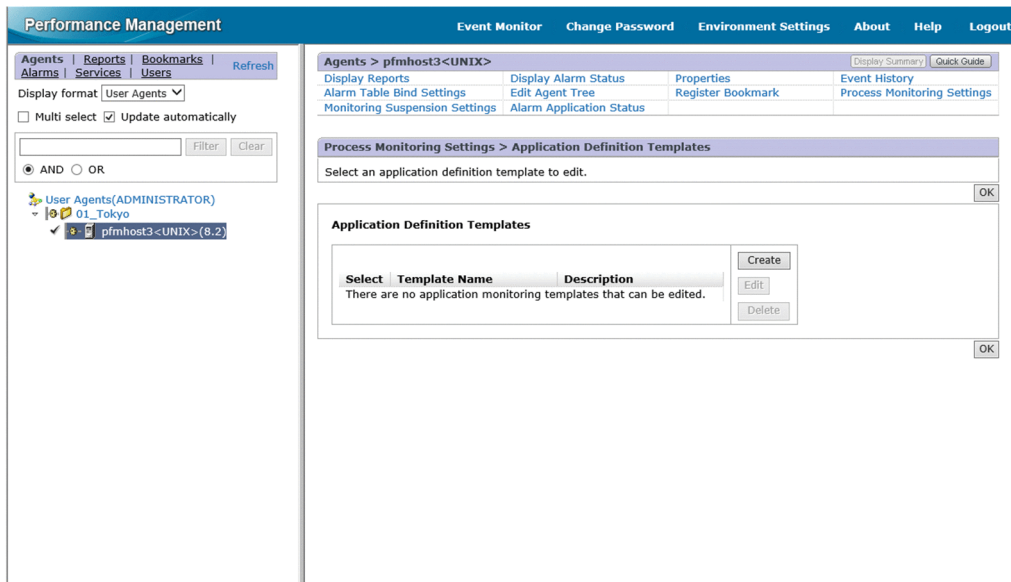 Performance Management
Event Monitor Change Password Environment Settings About Help Logout
Agents | Reports | Bookmarks |
Alarms | Services | Users
Refresh
Display format User Agents
Multi select Update automatically
Filter Clear
AND OR
User Agents(ADMINISTRATOR)
01_Tokyo
pfmhost3<UNIX>(8.2)
Agents > pfmhost3<UNIX>
Display Summary Quick Guide
Display Reports Display Alarm Status Properties Event History
Alarm Table Bind Settings Edit Agent Tree Register Bookmark Process Monitoring Settings
Monitoring Suspension Settings Alarm Application Status
Process Monitoring Settings > Application Definition Templates
Select an application definition template to edit.
OK
Application Definition Templates
Select Template Name Description
There are no application monitoring templates that can be edited.
Create
Edit
Delete
OK